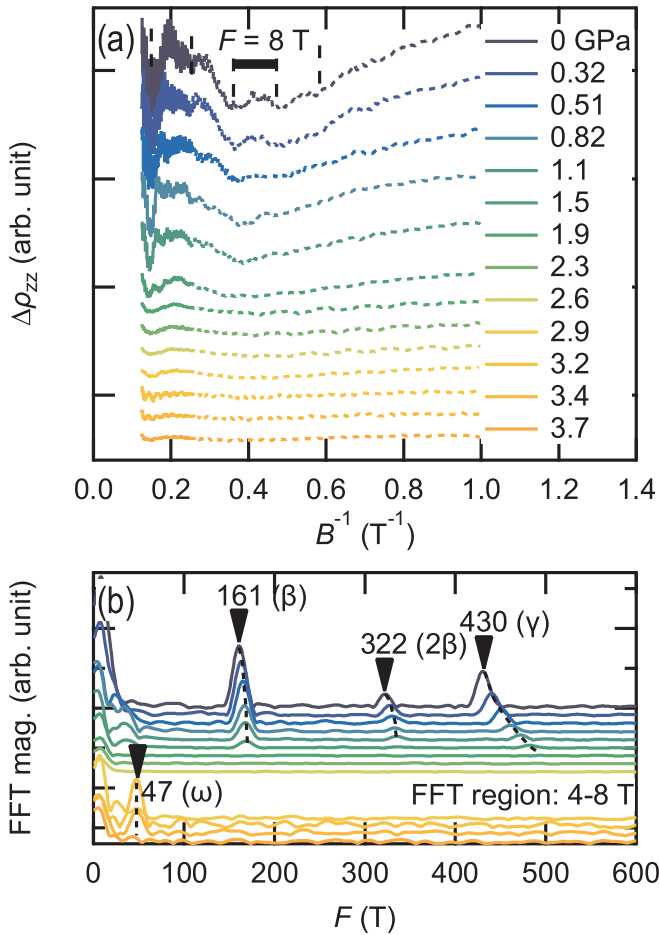 (a)
F = 8 T
0 GPa
0.32
0.51
0.82
1.1
1.5
1.9
2.3
2.6
2.9
3.2
3.4
3.7
Δρzz (arb. unit)
0.0 0.2 0.4 0.6 0.8 1.0 1.2 1.4
B⁻¹ (T⁻¹)
(b)
161 (β)
322 (2β)
430 (γ)
47 (ω)
FFT region: 4-8 T
FFT mag. (arb. unit)
0 100 200 300 400 500 600
F (T)